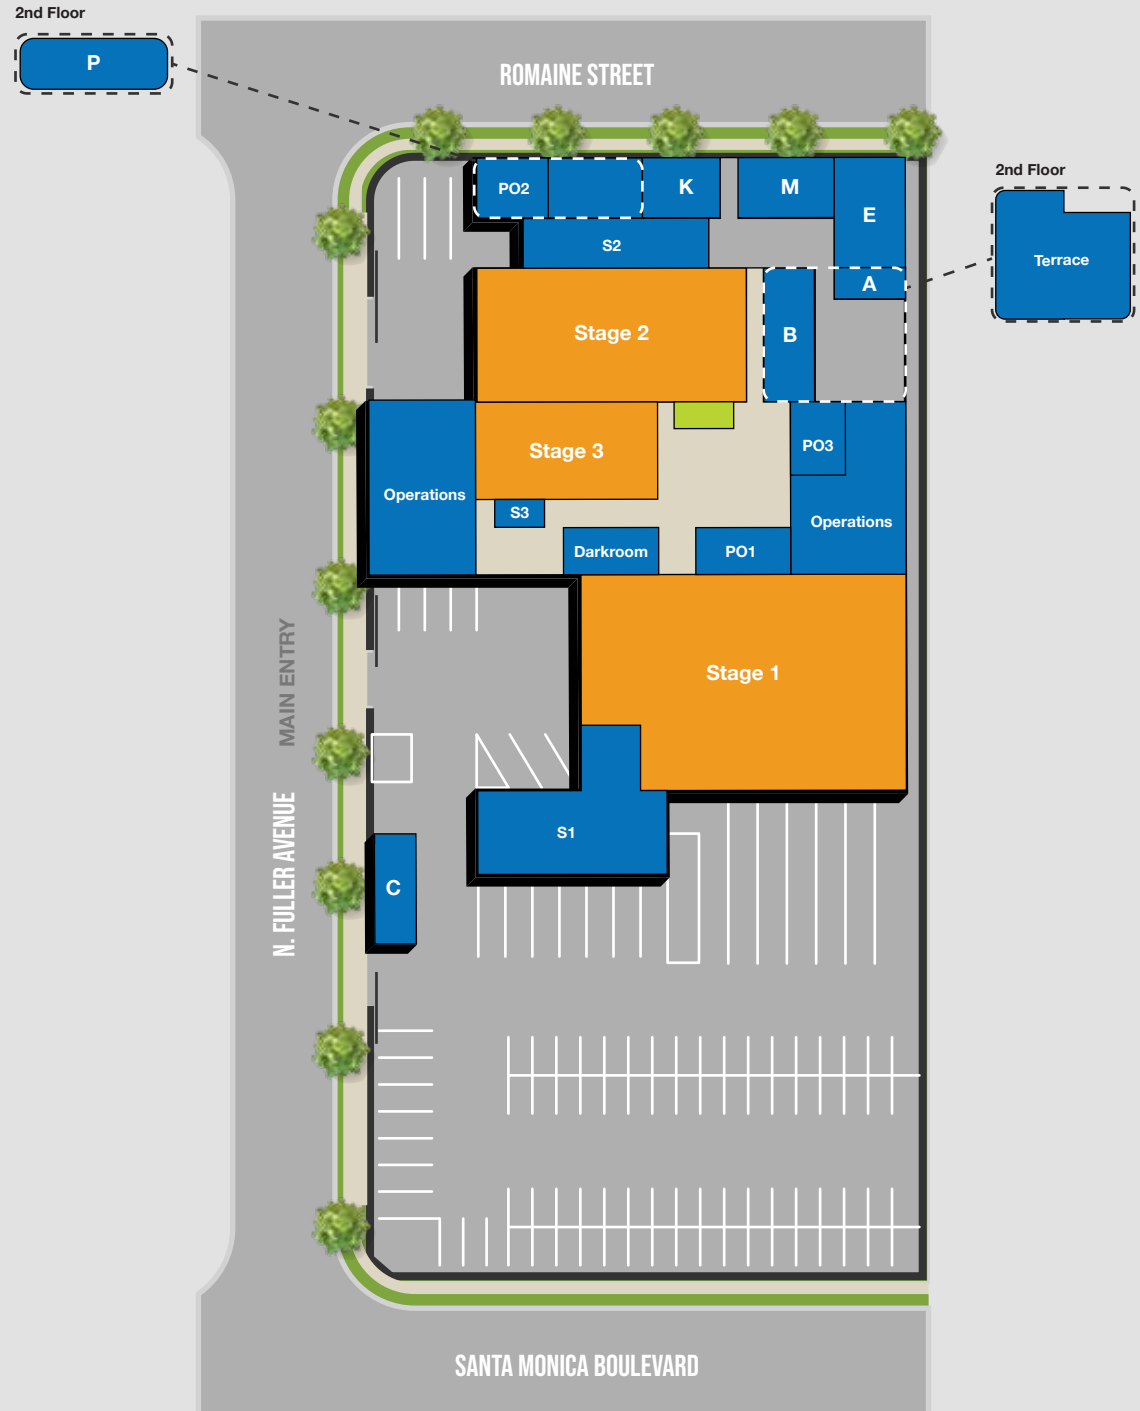 2nd Floor
P
ROMAINE STREET
2nd Floor
Terrace
PO2
K
M
E
S2
A
Stage 2
B
Stage 3
PO3
Operations
S3
Operations
Darkroom
PO1
MAIN ENTRY
Stage 1
S1
N. FULLER AVENUE
C
SANTA MONICA BOULEVARD